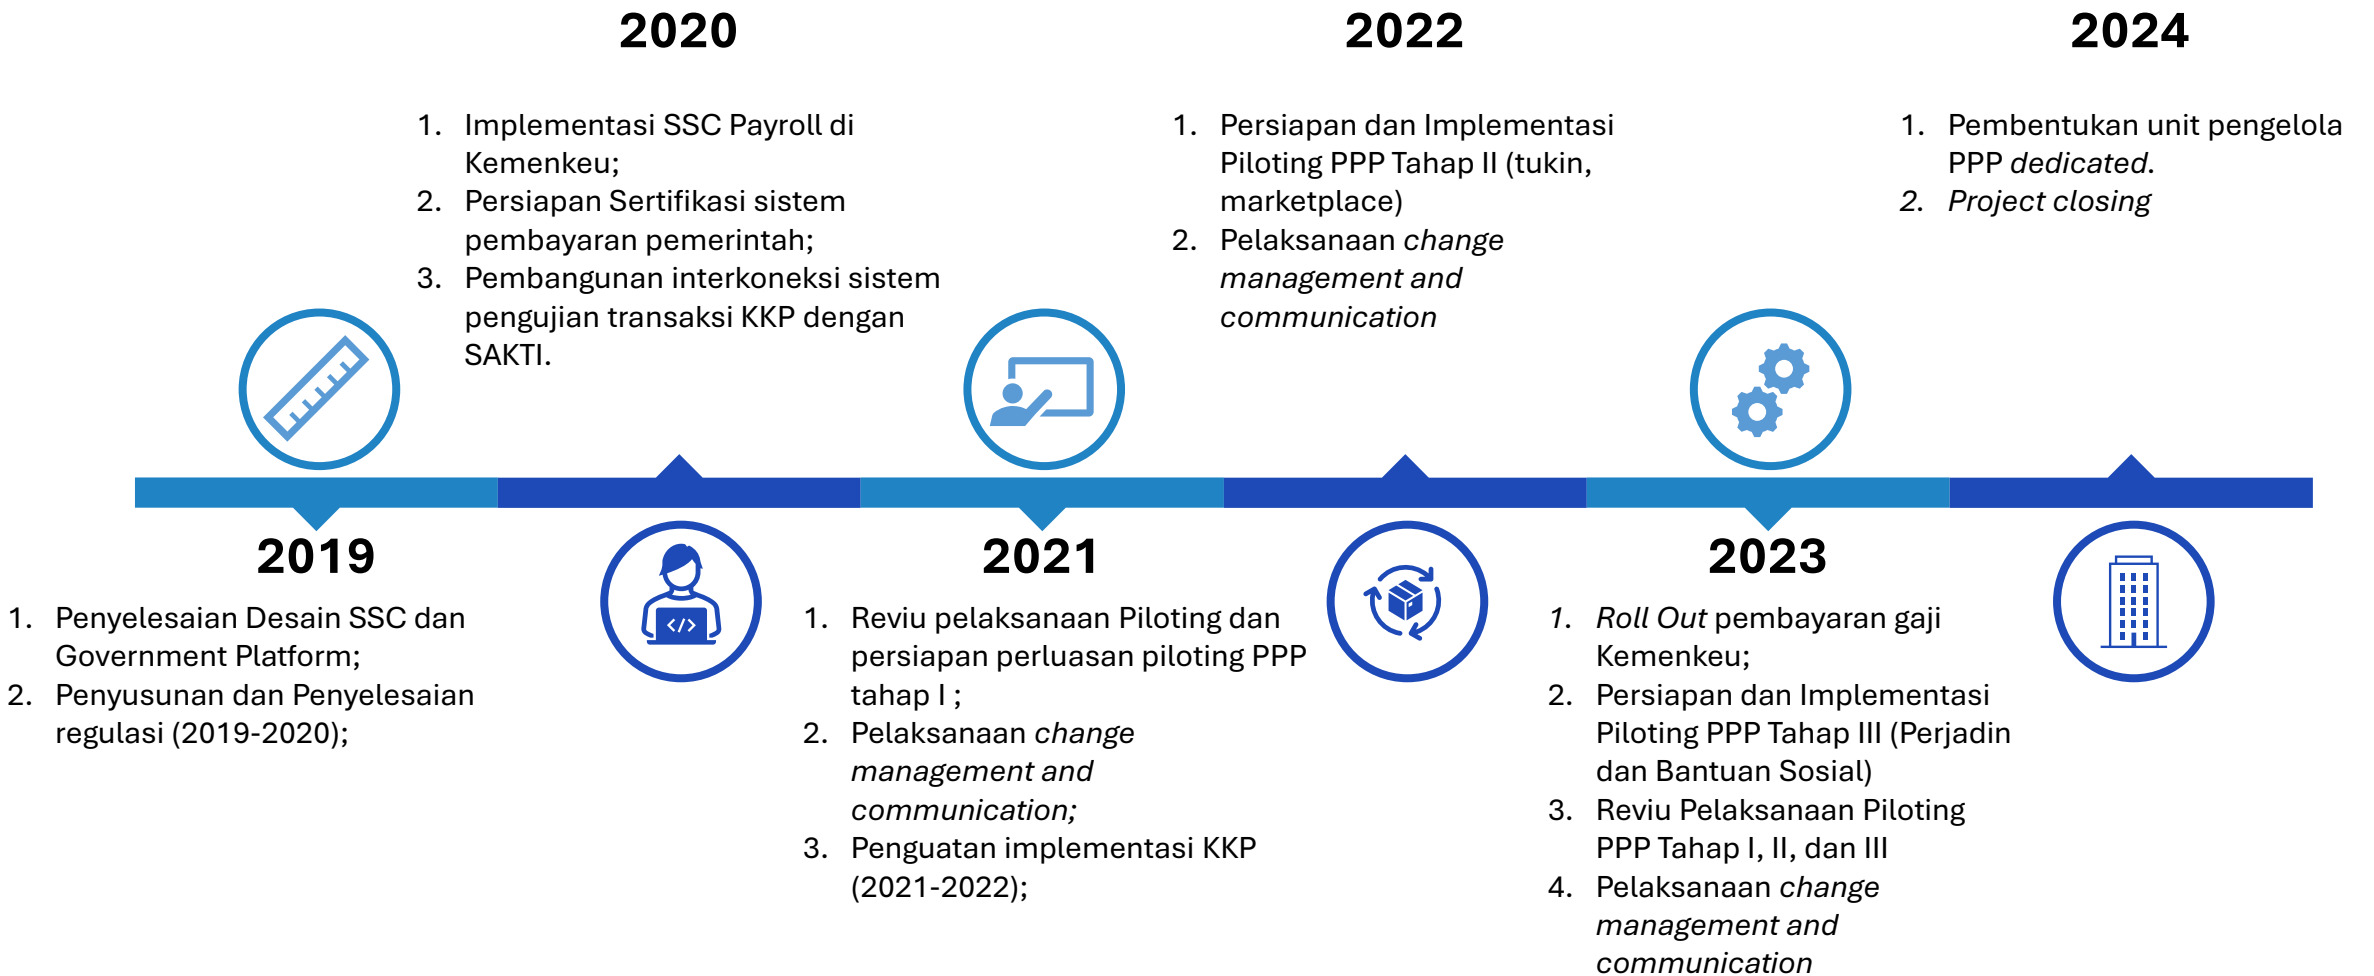 2019
1. Penyelesaian Desain SSC dan
Government Platform;
2. Penyusunan dan Penyelesaian
regulasi (2019-2020);
2020
1. Implementasi SSC Payroll di
Kemenkeu;
2. Persiapan Sertifikasi sistem
pembayaran pemerintah;
3. Pembangunan interkoneksi sistem
pengujian transaksi KKP dengan
SAKTI.
</>
2021
1. Reviu pelaksanaan Piloting dan
persiapan perluasan piloting PPP
tahap I ;
2. Pelaksanaan change
management and
communication;
3. Penguatan implementasi KKP
(2021-2022);
2022
1. Persiapan dan Implementasi
Piloting PPP Tahap II (tukin,
marketplace)
2. Pelaksanaan change
management and
communication
2023
1. Roll Out pembayaran gaji
Kemenkeu;
2. Persiapan dan Implementasi
Piloting PPP Tahap III (Perjadin
dan Bantuan Sosial)
3. Reviu Pelaksanaan Piloting
PPP Tahap I, II, dan III
4. Pelaksanaan change
management and
communication
2024
1. Pembentukan unit pengelola
PPP dedicated.
2. Project closing